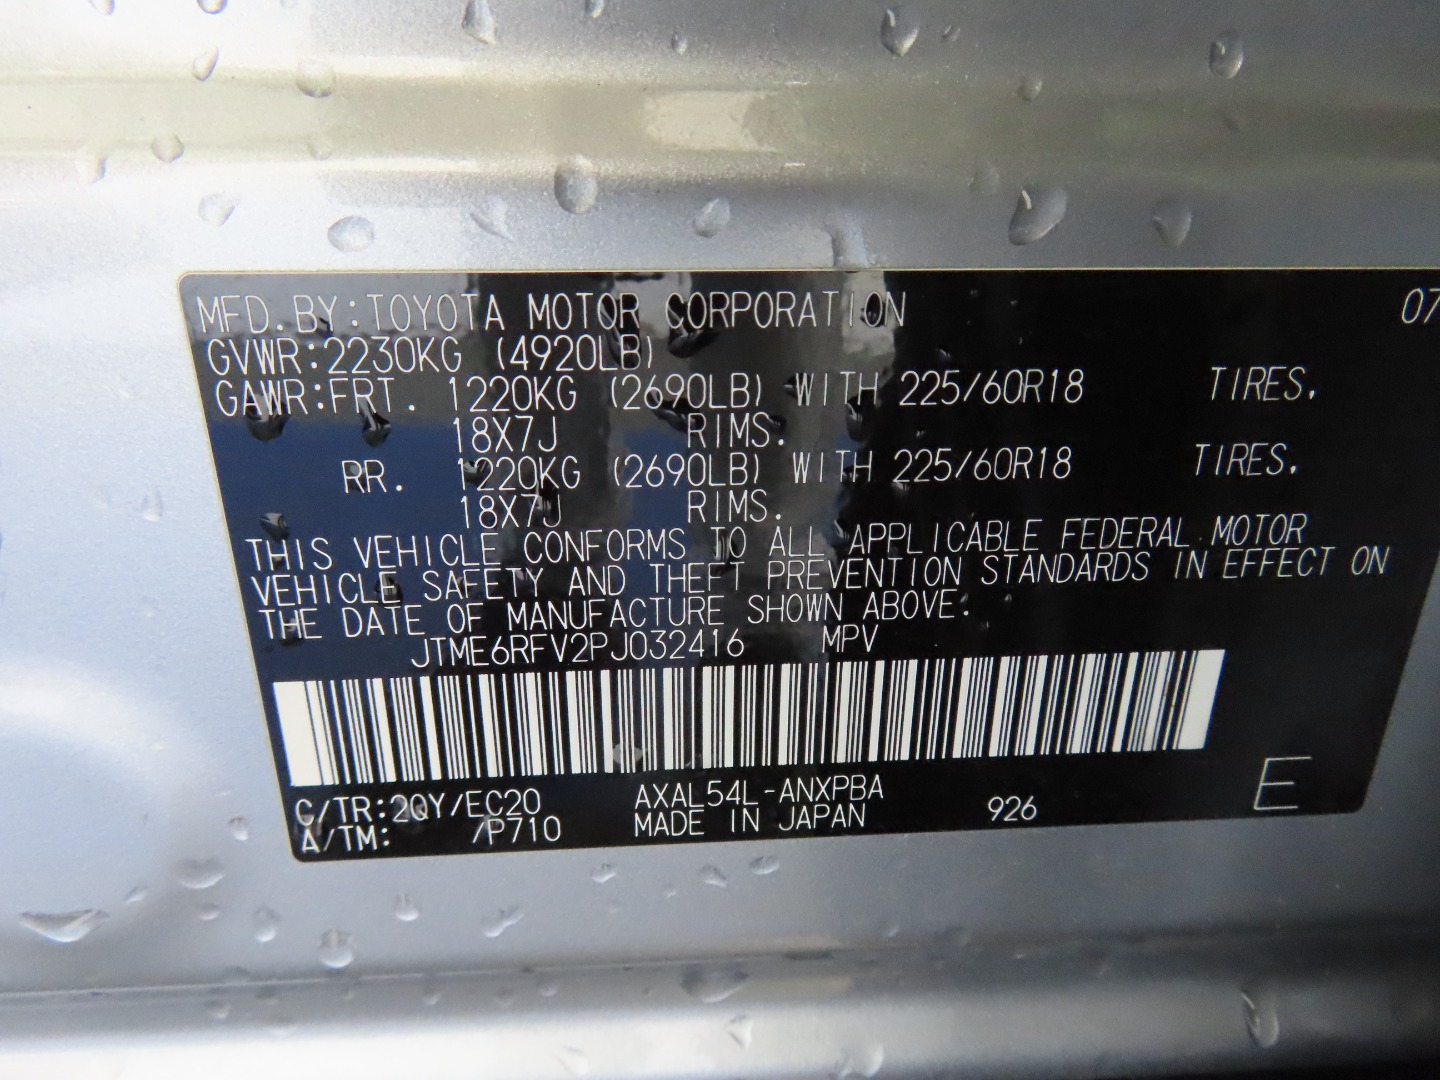 MFD. BY: TOYOTA MOTOR CORPORATION 07
GVWR: 2230KG (4920LB)
GAWR: FRT. 1220KG (2690LB) WITH 225/60R18 TIRES,
18X7J RIMS.
RR. 1220KG (2690LB) WITH 225/60R18 TIRES,
18X7J RIMS.
THIS VEHICLE CONFORMS TO ALL APPLICABLE FEDERAL MOTOR
VEHICLE SAFETY AND THEFT PREVENTION STANDARDS IN EFFECT ON
THE DATE OF MANUFACTURE SHOWN ABOVE.
JTME6RFV2PJ032416 MPV
C/TR: 2QY/EC20 AXAL54L-ANXPBA
A/TM: /P710 MADE IN JAPAN 926 E